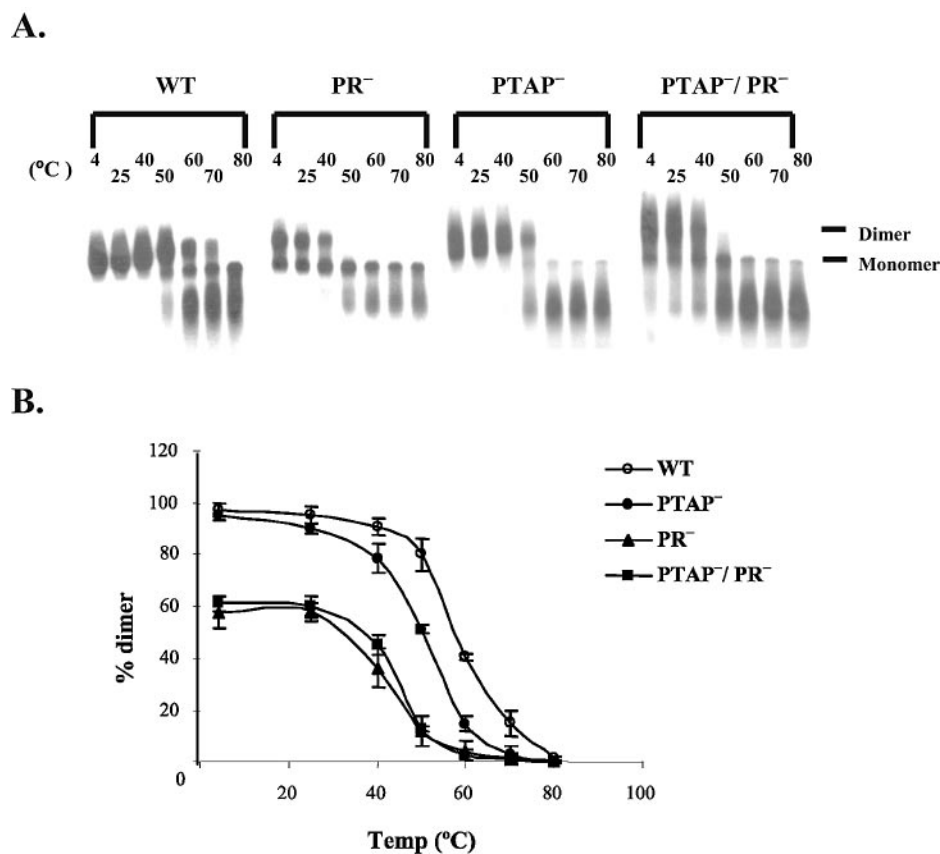 A.
WT PR⁻ PTAP⁻ PTAP⁻/ PR⁻
(ºC ) 4 40 60 80 4 40 60 80 4 40 60 80 4 40 60 80
25 50 70 25 50 70 25 50 70 25 50 70
Dimer
Monomer
B.
120
100
80
60
40
20
0
% dimer
20 40 60 80 100
Temp (ºC)
WT
PTAP⁻
PR⁻
PTAP⁻/ PR⁻